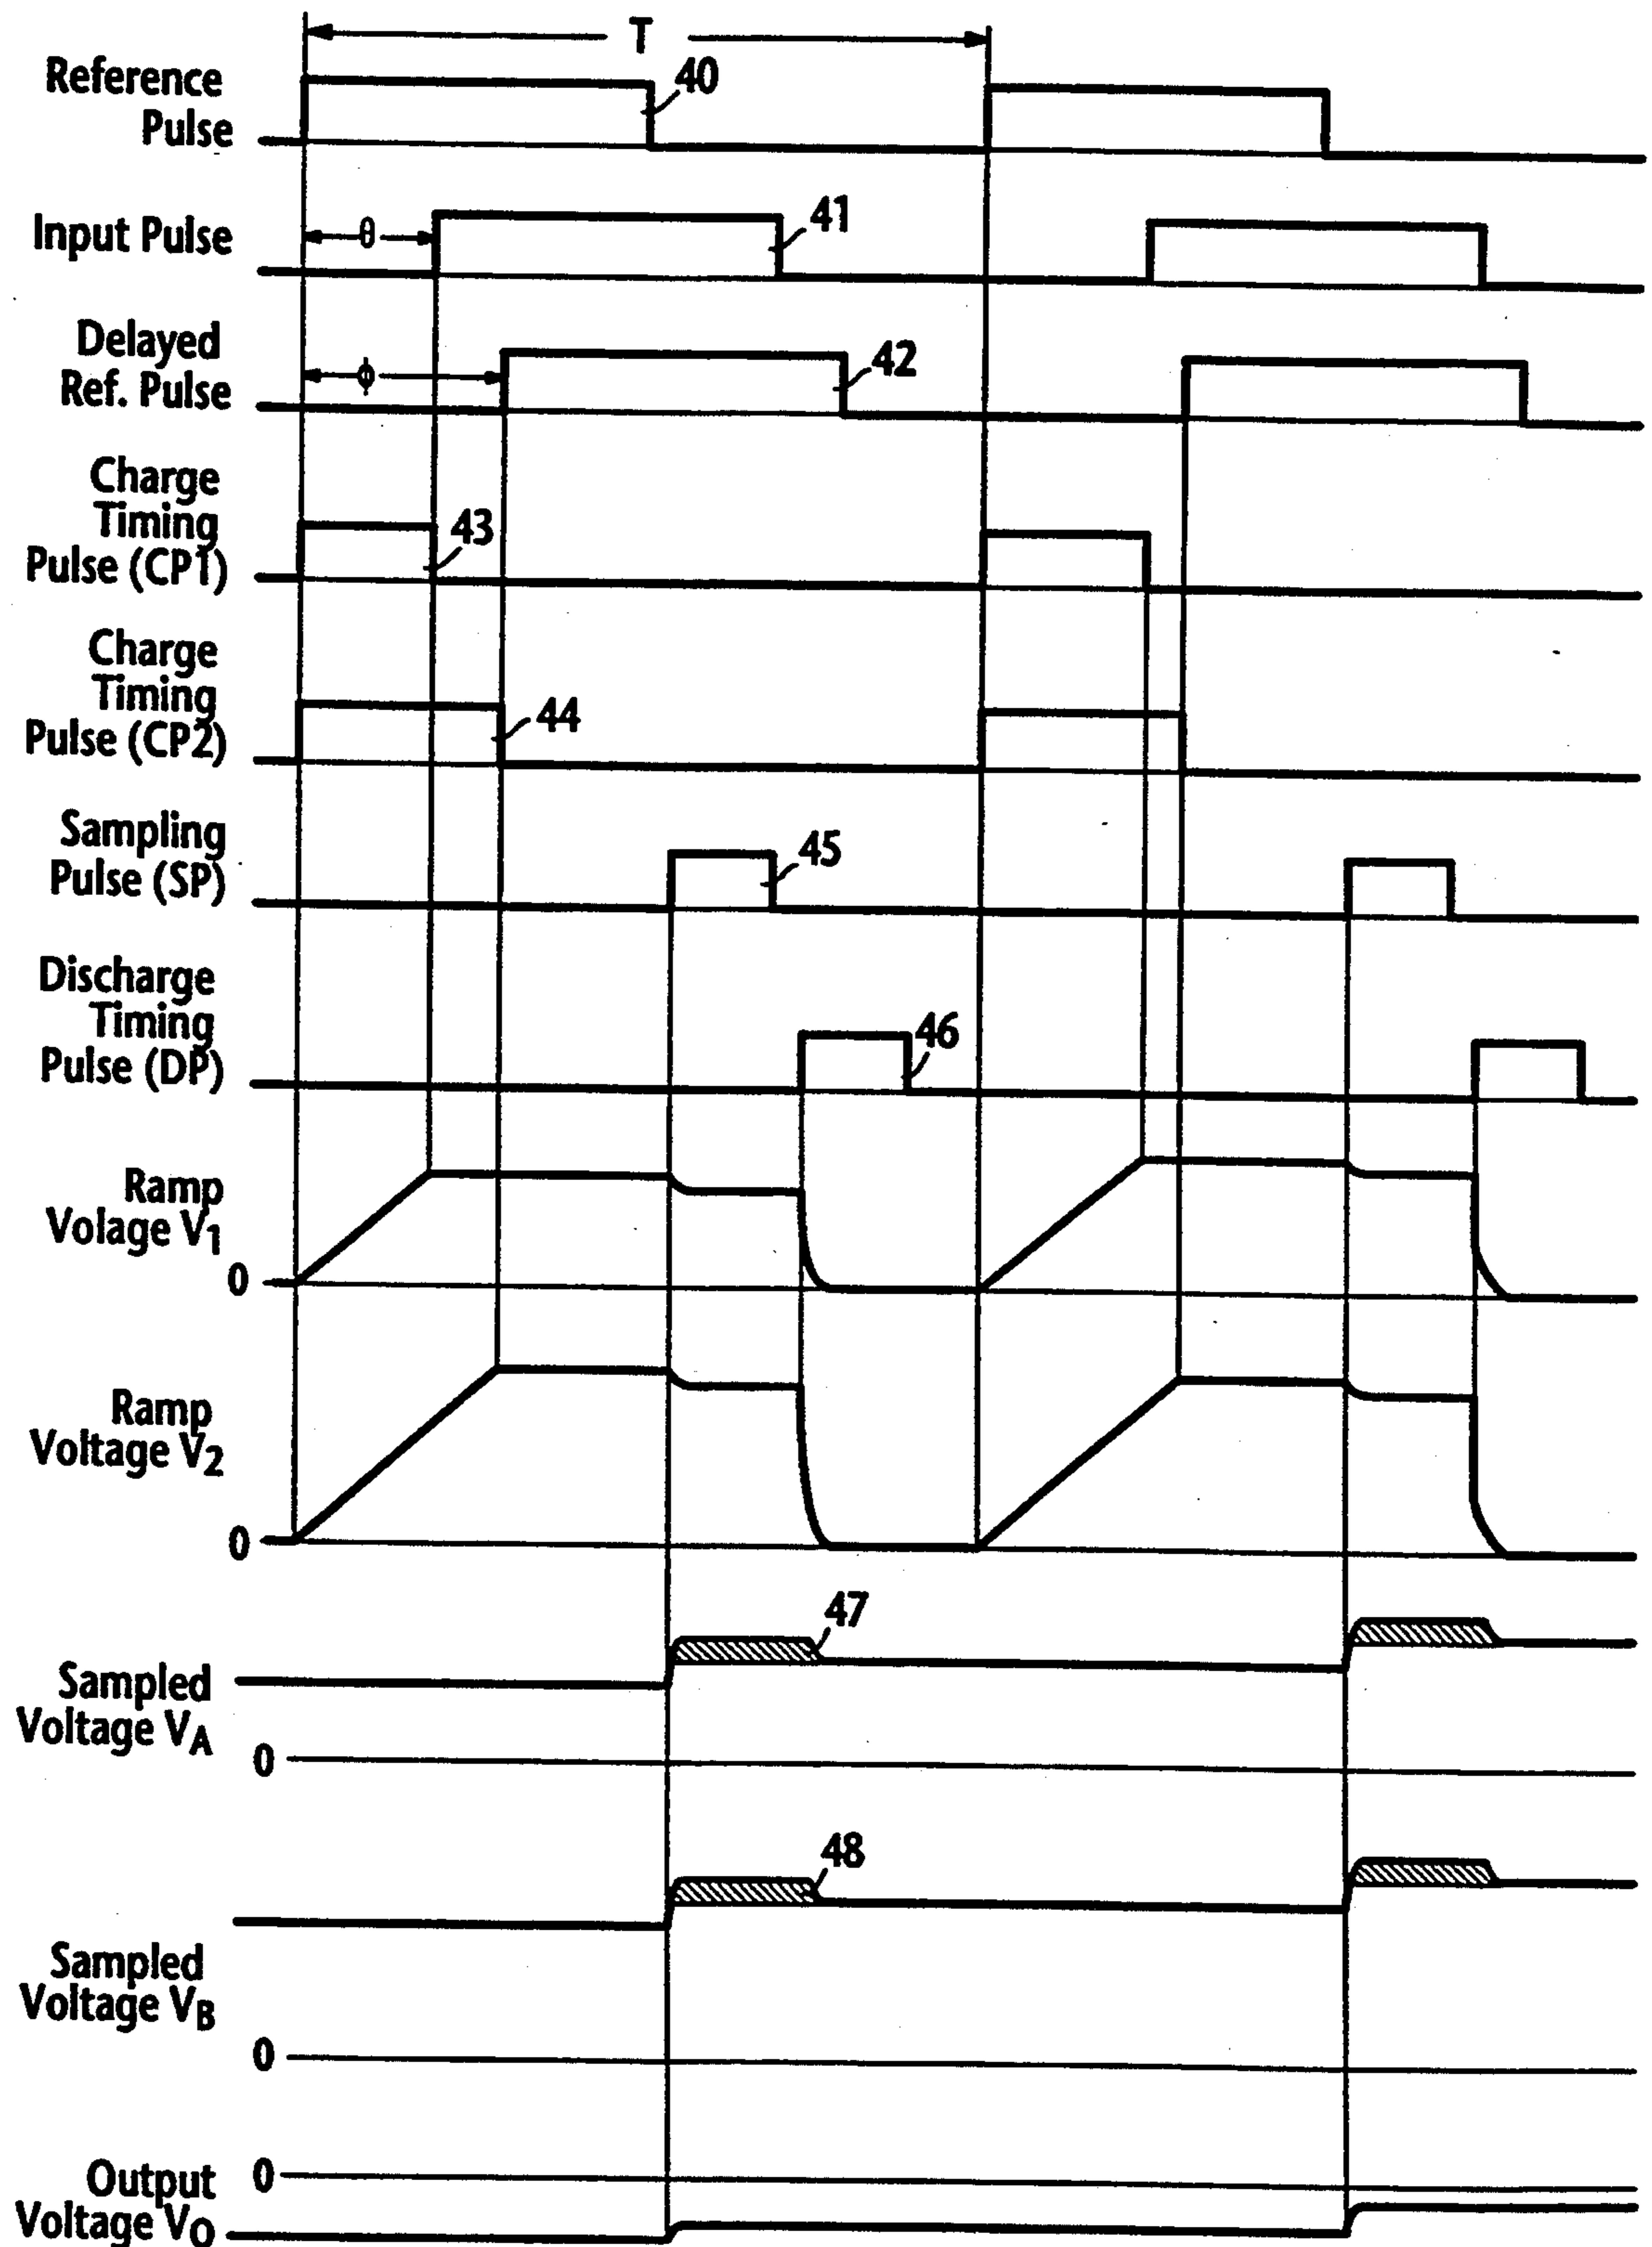 T
Reference
Pulse
40
Input Pulse
θ
41
Delayed
Ref. Pulse
ϕ
42
Charge
Timing
Pulse (CP1)
43
Charge
Timing
Pulse (CP2)
44
Sampling
Pulse (SP)
45
Discharge
Timing
Pulse (DP)
46
Ramp
Volage V1
0
Ramp
Voltage V2
0
47
Sampled
Voltage VA
0
48
Sampled
Voltage VB
0
Output
Voltage VO
0